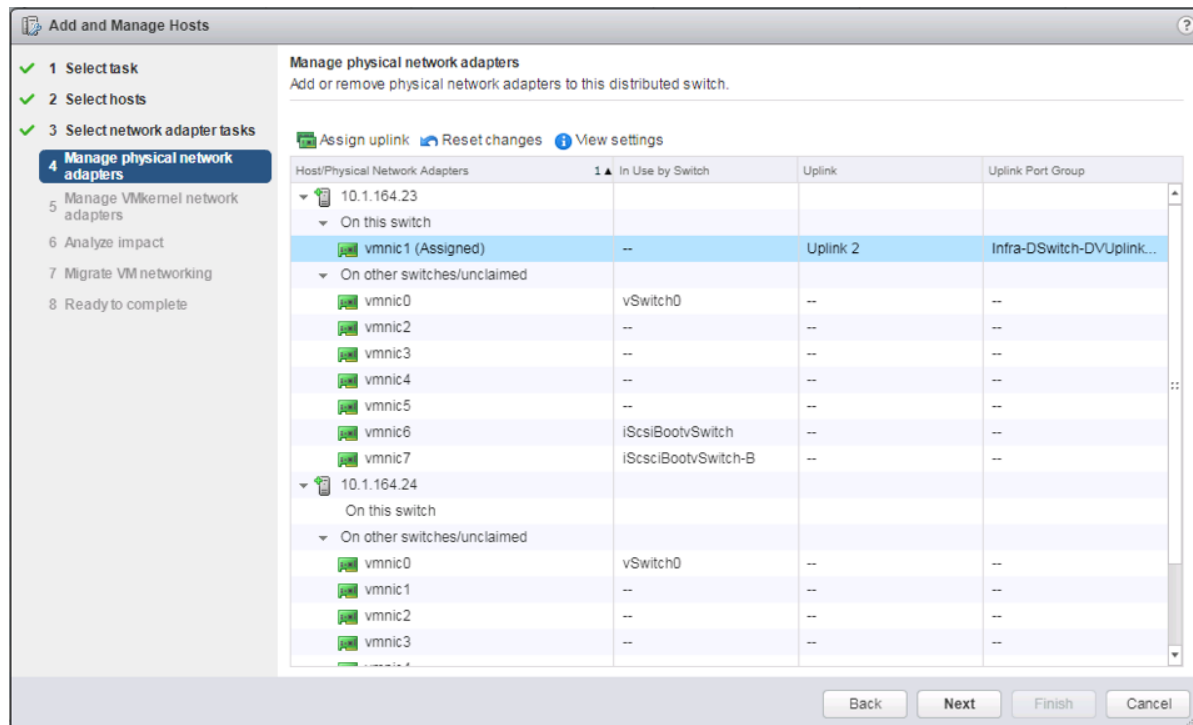 Add and Manage Hosts
?
1 Select task
2 Select hosts
3 Select network adapter tasks
4 Manage physical network
adapters
5 Manage VMkernel network
adapters
6 Analyze impact
7 Migrate VM networking
8 Ready to complete
Manage physical network adapters
Add or remove physical network adapters to this distributed switch.
Assign uplink Reset changes View settings
Host/Physical Network Adapters 1 ▲ In Use by Switch Uplink Uplink Port Group
10.1.164.23
On this switch
vmnic1 (Assigned) -- Uplink 2 Infra-DSwitch-DVUplink...
On other switches/unclaimed
vmnic0 vSwitch0 -- --
vmnic2 -- -- --
vmnic3 -- -- --
vmnic4 -- -- --
vmnic5 -- -- --
vmnic6 iScsiBootvSwitch -- --
vmnic7 iScsciBootvSwitch-B -- --
10.1.164.24
On this switch
On other switches/unclaimed
vmnic0 vSwitch0 -- --
vmnic1 -- -- --
vmnic2 -- -- --
vmnic3 -- -- --
Back Next Finish Cancel